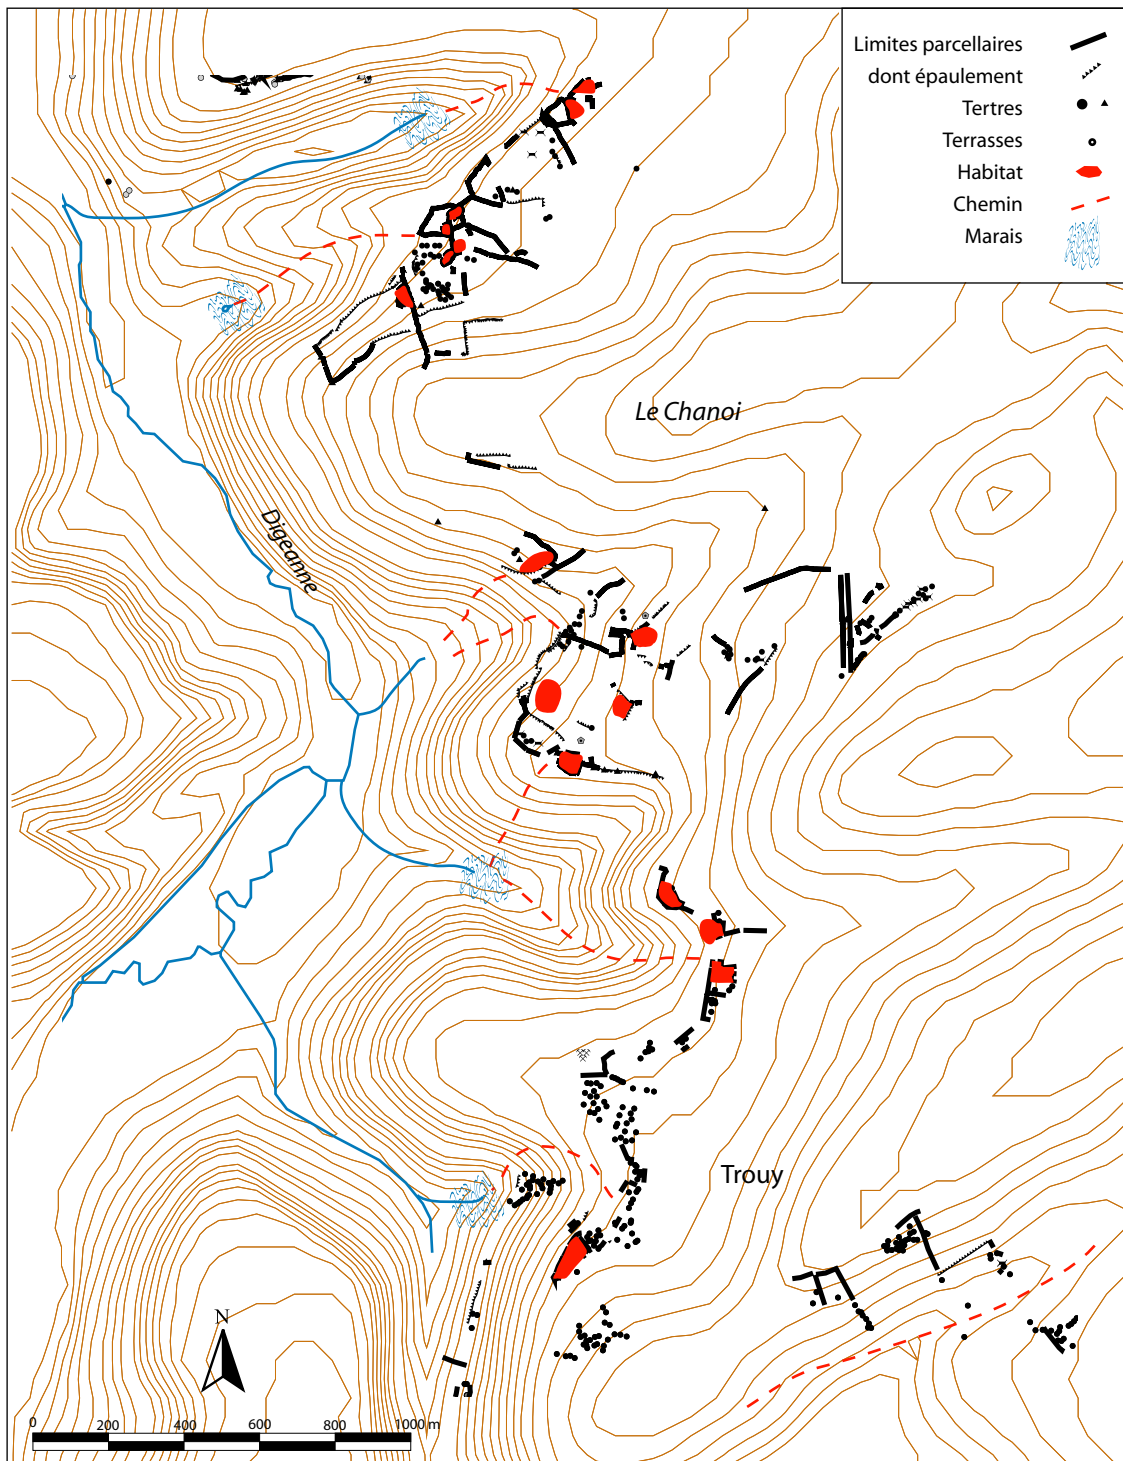 Limites parcellaires
dont épaulement
Tertres
Terrasses
Habitat
Chemin
Marais
Le Chanoi
Digeanne
Trouy
N
0 200 400 600 800 1000 m